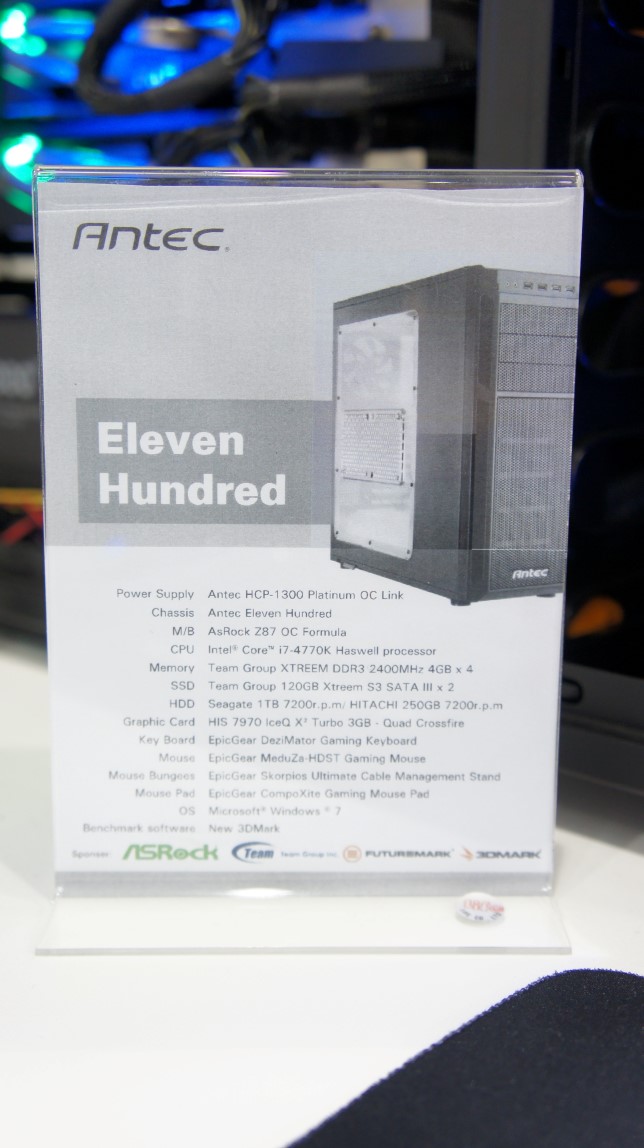 Antec®
Eleven
Hundred
Antec
Power Supply Antec HCP-1300 Platinum OC Link
Chassis Antec Eleven Hundred
M/B AsRock Z87 OC Formula
CPU Intel® Core™ i7-4770K Haswell processor
Memory Team Group XTREEM DDR3 2400MHz 4GB x 4
SSD Team Group 120GB Xtreem S3 SATA III x 2
HDD Seagate 1TB 7200r.p.m/ HITACHI 250GB 7200r.p.m
Graphic Card HIS 7970 IceQ X² Turbo 3GB - Quad Crossfire
Key Board EpicGear DeziMator Gaming Keyboard
Mouse EpicGear MeduZa-HDST Gaming Mouse
Mouse Bungees EpicGear Skorpios Ultimate Cable Management Stand
Mouse Pad EpicGear CompoXite Gaming Mouse Pad
OS Microsoft® Windows ® 7
Benchmark software New 3DMark
Sponser ASRock Team Team Group Inc. FUTUREMARK® 3DMARK®